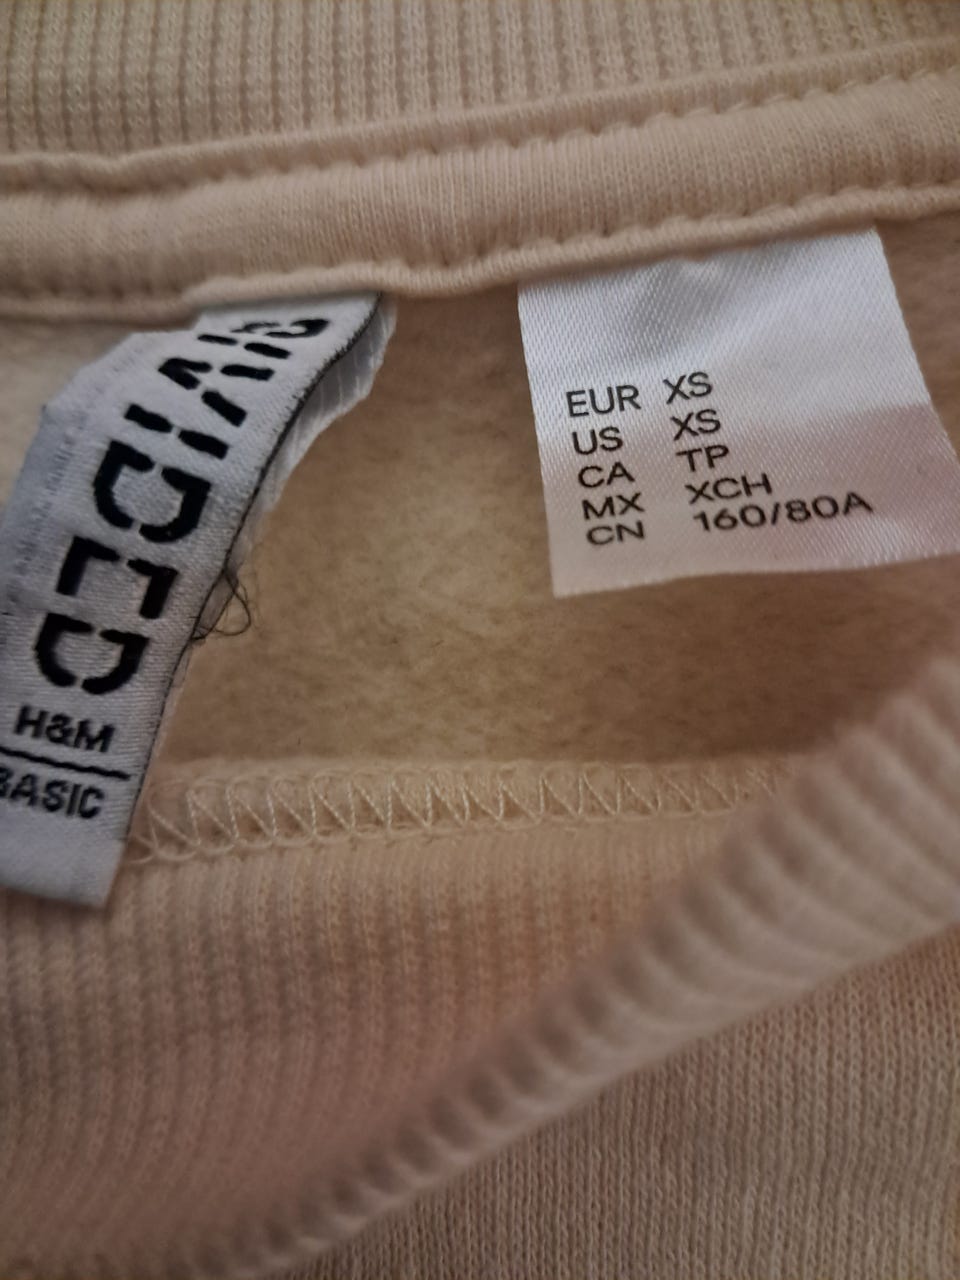 DIVIDED
H&M
BASIC
EUR XS
US XS
CA TP
MX XCH
CN 160/80A